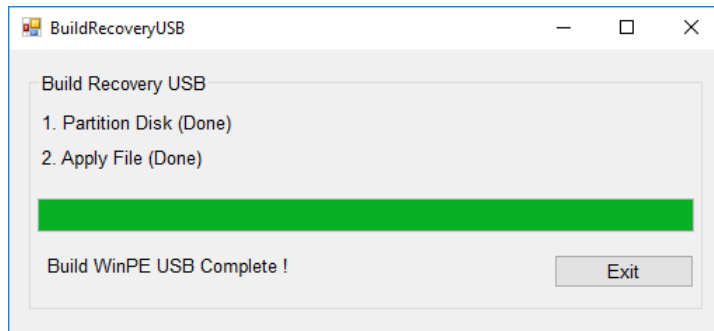 BuildRecoveryUSB
Build Recovery USB
1. Partition Disk (Done)
2. Apply File (Done)
Build WinPE USB Complete !
Exit